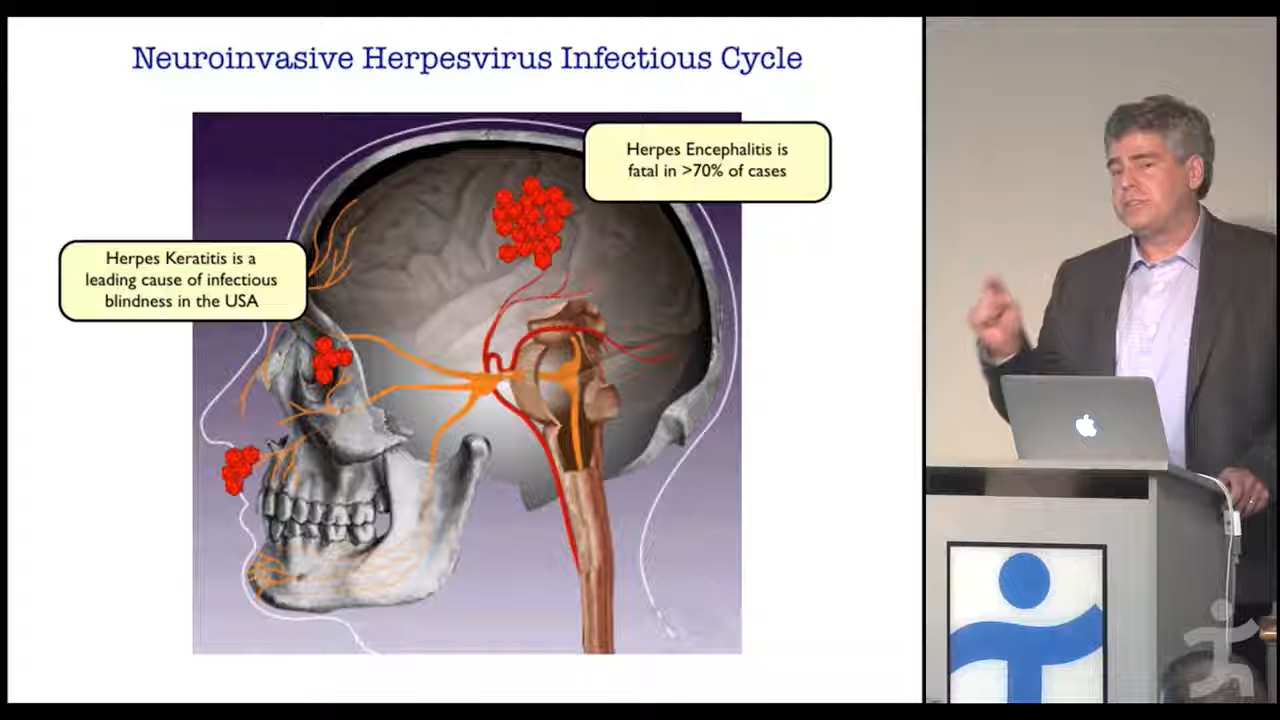 Neuroinvasive Herpesvirus Infectious Cycle
Herpes Encephalitis is
fatal in >70% of cases
Herpes Keratitis is a
leading cause of infectious
blindness in the USA